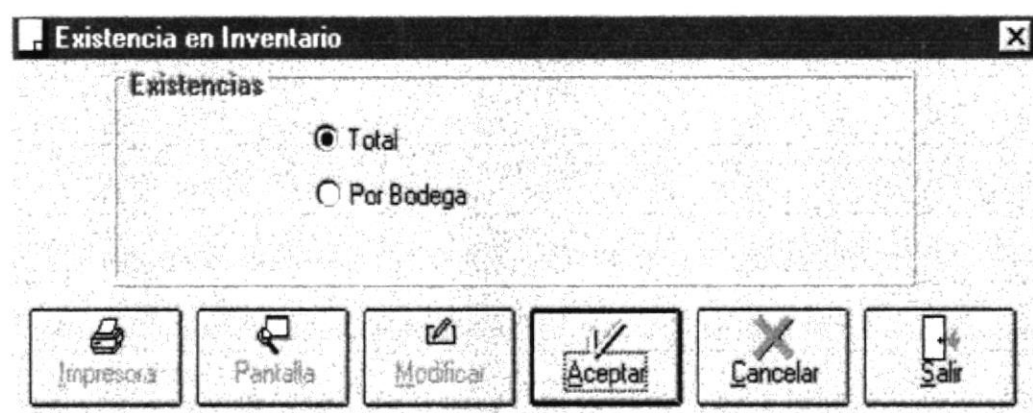 Existencia en Inventario
Existencias
Total
Por Bodega
Impresora Pantalla Modificar Aceptar Cancelar Salir